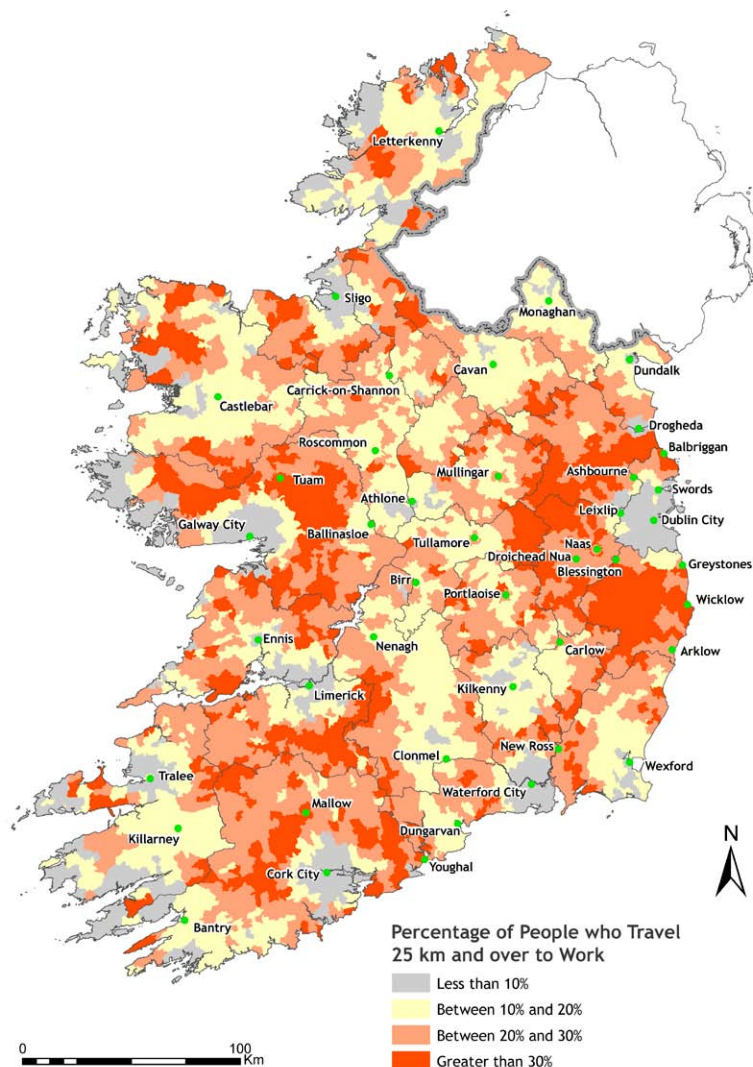 Letterkenny
Sligo
Monaghan
Cavan
Dundalk
Carrick-on-Shannon
Castlebar
Drogheda
Roscommon
Balbriggan
Mullingar
Ashbourne
Tuam
Swords
Athlone
Leixlip
Dublin City
Galway City
Ballinasloe
Tullamore
Naas
Droichead Nua
Blessington
Greystones
Birr
Portlaoise
Wicklow
Ennis
Nenagh
Carlow
Arklow
Limerick
Kilkenny
New Ross
Clonmel
Wexford
Tralee
Waterford City
Mallow
Killarney
Dungarvan
Youghal
Cork City
N
Bantry
Percentage of People who Travel
25 km and over to Work
Less than 10%
Between 10% and 20%
Between 20% and 30%
Greater than 30%
0 100
Km